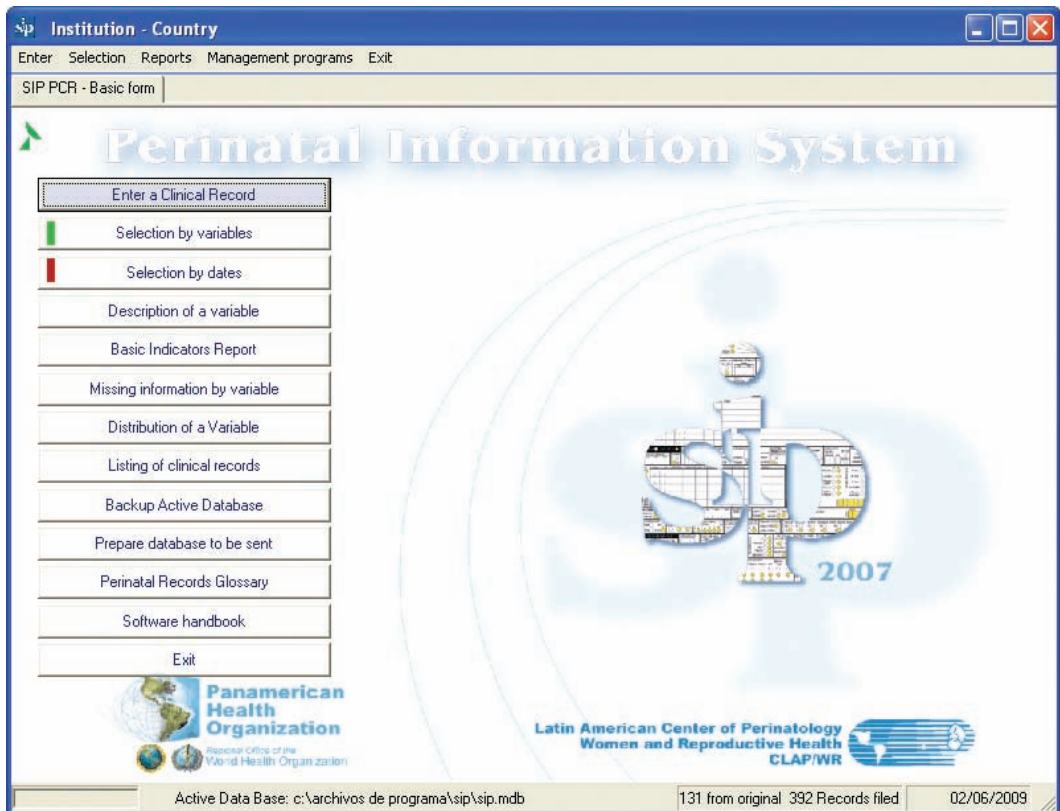 sip Institution - Country
Enter Selection Reports Management programs Exit
SIP PCR - Basic form
Perinatal Information System
Enter a Clinical Record
Selection by variables
Selection by dates
Description of a variable
Basic Indicators Report
Missing information by variable
Distribution of a Variable
Listing of clinical records
Backup Active Database
Prepare database to be sent
Perinatal Records Glossary
Software handbook
Exit
sip
2007
Panamerican
Health
Organization
Regional Office of the
World Health Organization
Latin American Center of Perinatology
Women and Reproductive Health
CLAP/WR
Active Data Base: c:\archivos de programa\sip\sip.mdb 131 from original 392 Records filed 02/06/2009